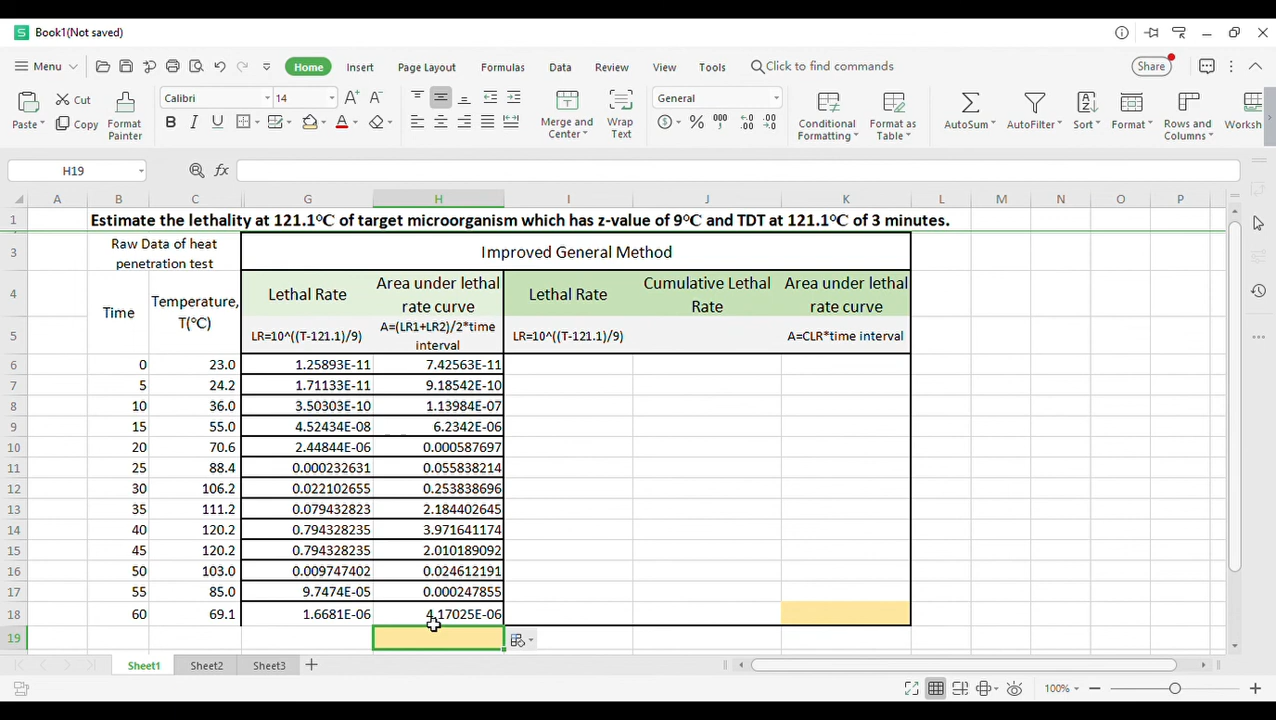 Book1(Not saved)
Menu Home Insert Page Layout Formulas Data Review View Tools Click to find commands Share
Paste Cut Copy Format Painter Calibri 14 Merge and Center Wrap Text General Conditional Formatting Format as Table AutoSum AutoFilter Sort Format Rows and Columns Worksh
H19 fx
A B C G H I J K L M N O P
1 Estimate the lethality at 121.1℃ of target microorganism which has z-value of 9℃ and TDT at 121.1℃ of 3 minutes.
3 Raw Data of heat penetration test Improved General Method
4 Time Temperature, T(℃) Lethal Rate Area under lethal rate curve Lethal Rate Cumulative Lethal Rate Area under lethal rate curve
5 LR=10^((T-121.1)/9) A=(LR1+LR2)/2*time interval LR=10^((T-121.1)/9) A=CLR*time interval
6 0 23.0 1.25893E-11 7.42563E-11
7 5 24.2 1.71133E-11 9.18542E-10
8 10 36.0 3.50303E-10 1.13984E-07
9 15 55.0 4.52434E-08 6.2342E-06
10 20 70.6 2.44844E-06 0.000587697
11 25 88.4 0.000232631 0.055838214
12 30 106.2 0.022102655 0.253838696
13 35 111.2 0.079432823 2.184402645
14 40 120.2 0.794328235 3.971641174
15 45 120.2 0.794328235 2.010189092
16 50 103.0 0.009747402 0.024612191
17 55 85.0 9.7474E-05 0.000247855
18 60 69.1 1.6681E-06 4.17025E-06
19
Sheet1 Sheet2 Sheet3
100%